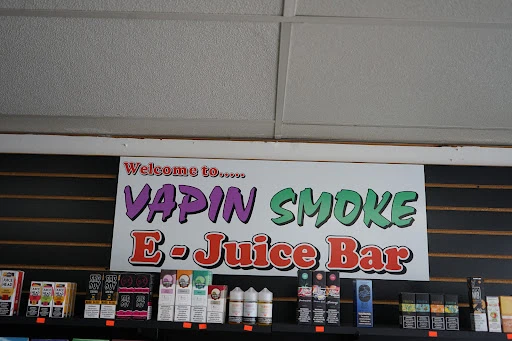 Welcome to.....
VAPIN SMOKE
E - Juice Bar